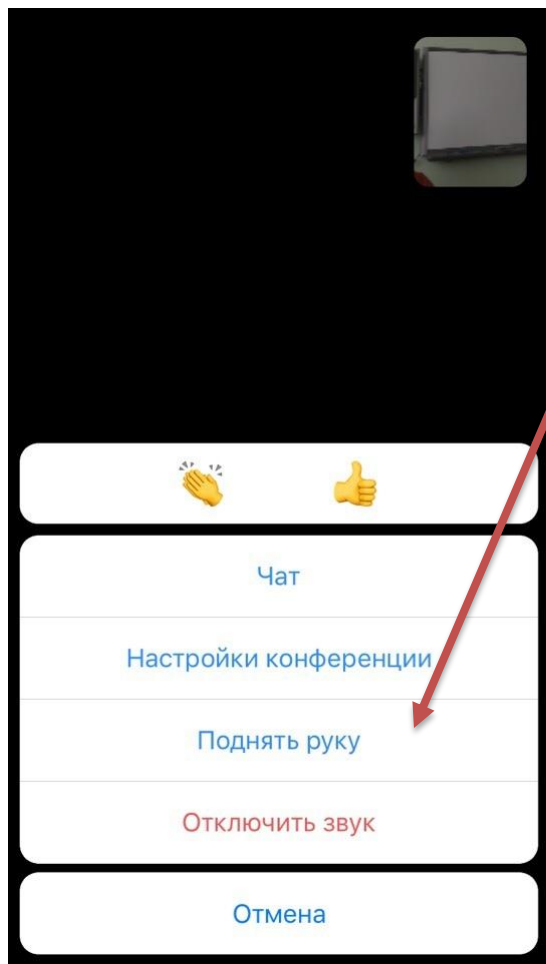 Чат
Настройки конференции
Поднять руку
Отключить звук
Отмена